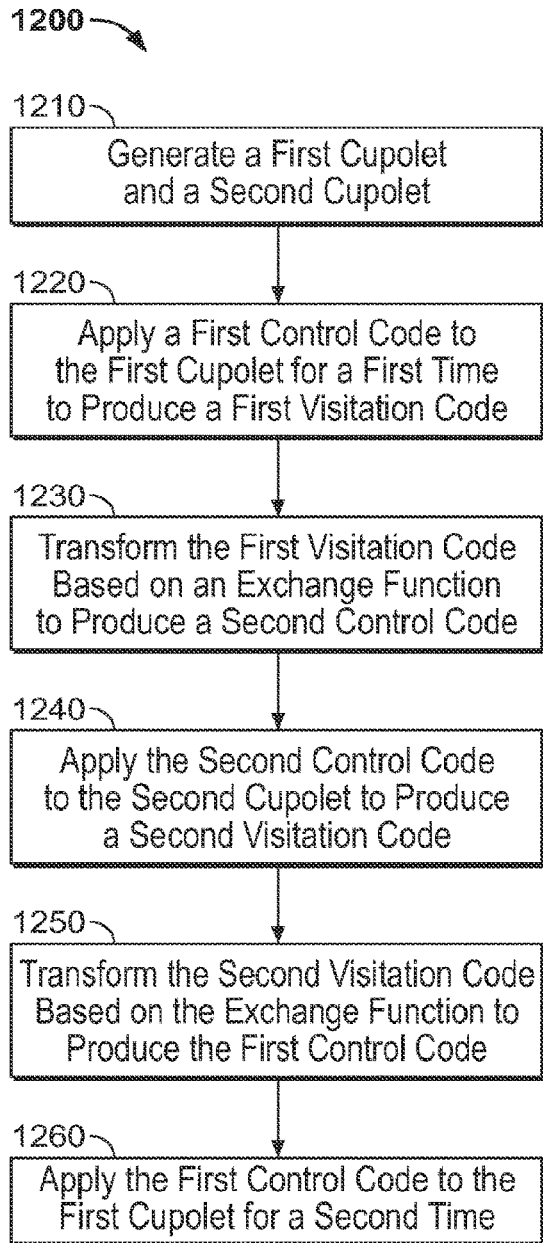 1200
1210
Generate a First Cupolet
and a Second Cupolet
1220
Apply a First Control Code to
the First Cupolet for a First Time
to Produce a First Visitation Code
1230
Transform the First Visitation Code
Based on an Exchange Function
to Produce a Second Control Code
1240
Apply the Second Control Code
to the Second Cupolet to Produce
a Second Visitation Code
1250
Transform the Second Visitation Code
Based on the Exchange Function to
Produce the First Control Code
1260
Apply the First Control Code to the
First Cupolet for a Second Time